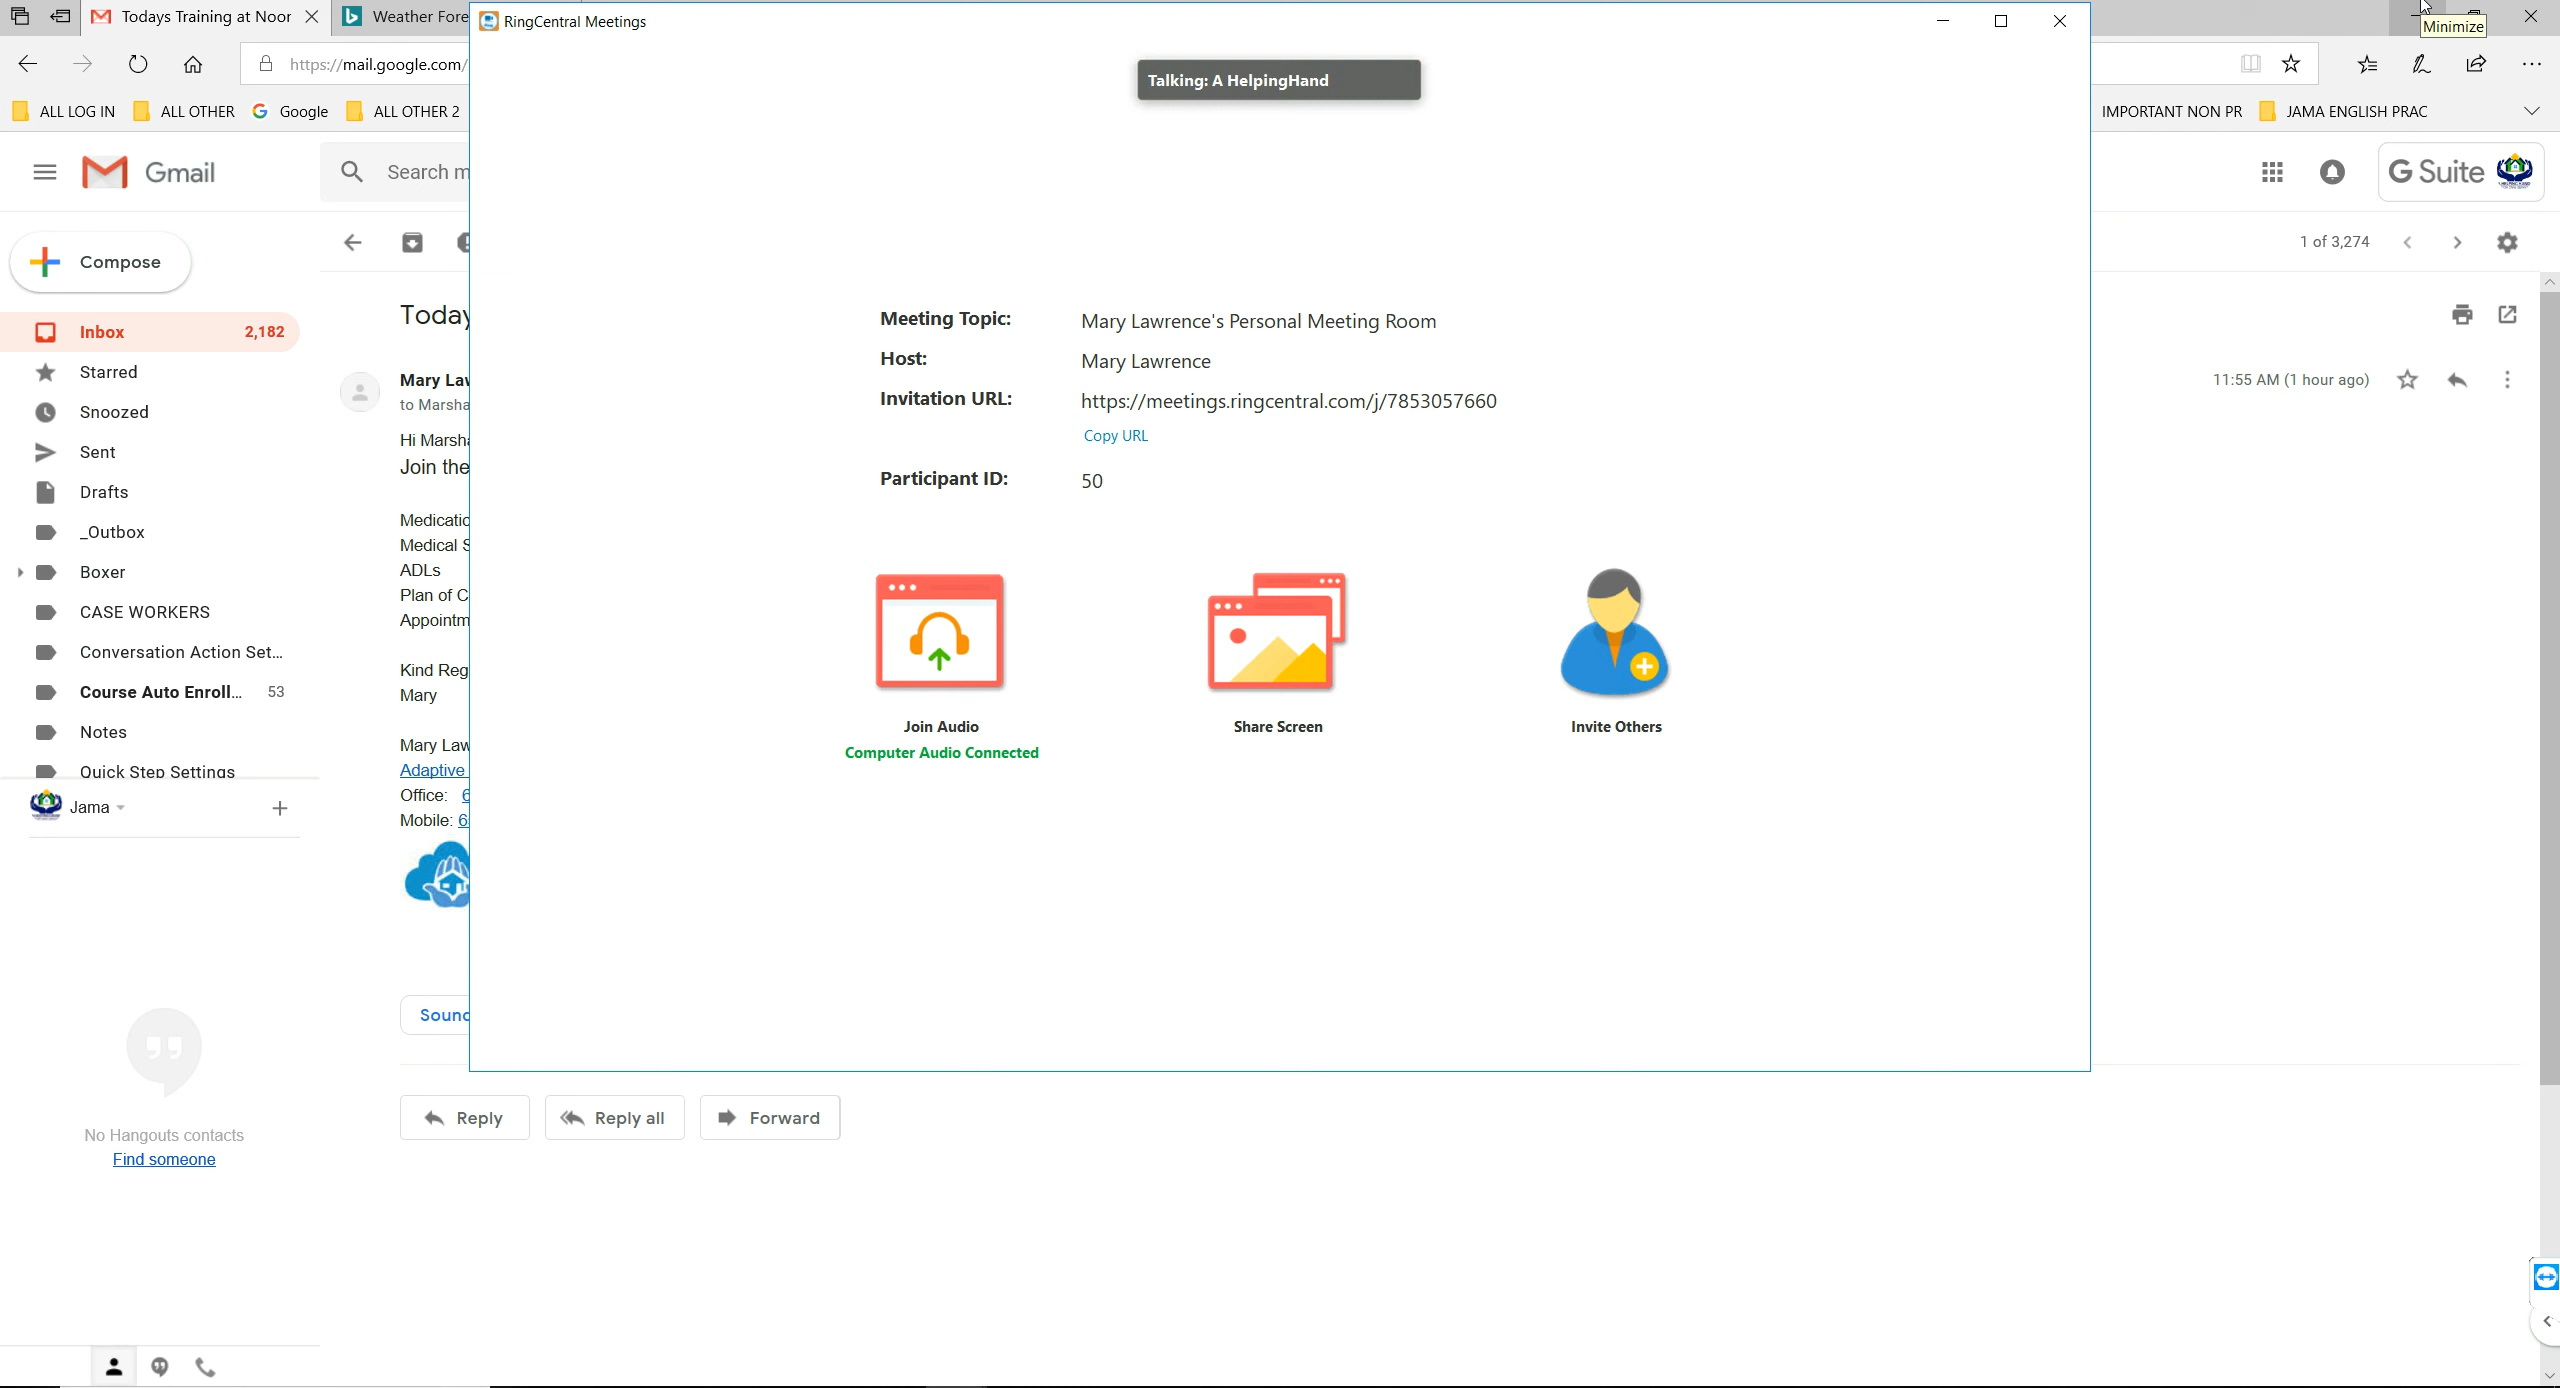 Todays Training at Noor
Weather Fore
RingCentral Meetings
Minimize
https://mail.google.com/
Talking: A HelpingHand
ALL LOG IN
ALL OTHER
Google
ALL OTHER 2
IMPORTANT NON PR
JAMA ENGLISH PRAC
Gmail
Search m
G Suite
Compose
1 of 3,274
Today
Inbox 2,182
Starred
Snoozed
Sent
Drafts
_Outbox
Boxer
CASE WORKERS
Conversation Action Set...
Course Auto Enroll... 53
Notes
Quick Step Settings
Jama
No Hangouts contacts
Find someone
Mary Law
to Marsha
11:55 AM (1 hour ago)
Hi Marsha
Join the
Medicatio
Medical S
ADLs
Plan of C
Appointm
Kind Reg
Mary
Mary Law
Adaptive
Office: 6
Mobile: 6
Sound
Reply
Reply all
Forward
Meeting Topic: Mary Lawrence's Personal Meeting Room
Host: Mary Lawrence
Invitation URL: https://meetings.ringcentral.com/j/7853057660
Copy URL
Participant ID: 50
Join Audio
Computer Audio Connected
Share Screen
Invite Others